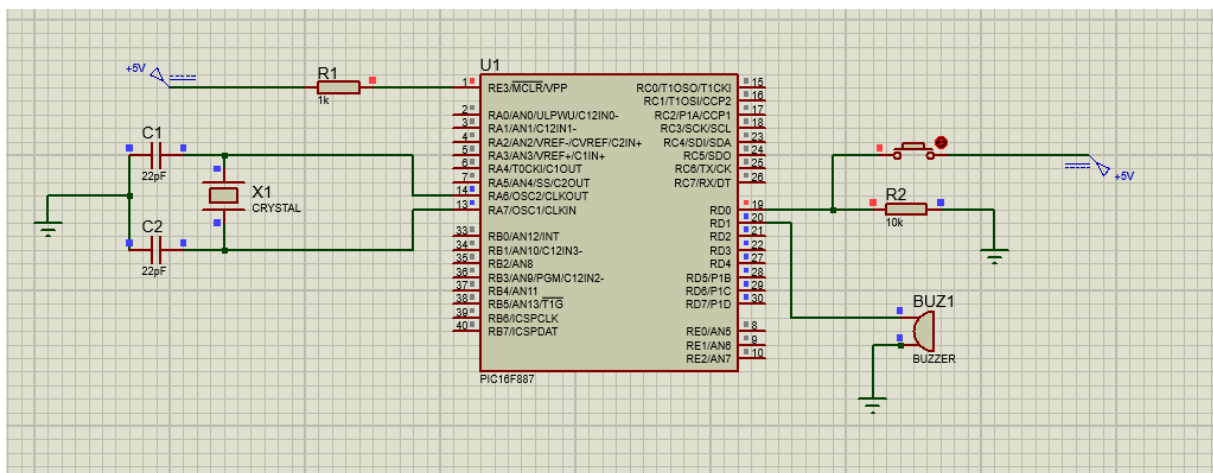 +5V
R1
1k
C1
22pF
X1
CRYSTAL
C2
22pF
U1
1 RE3/MCLR/VPP
2 RA0/AN0/ULPWU/C12IN0-
3 RA1/AN1/C12IN1-
4 RA2/AN2/VREF-/CVREF/C2IN+
5 RA3/AN3/VREF+/C1IN+
6 RA4/T0CKI/C1OUT
7 RA5/AN4/SS/C2OUT
14 RA6/OSC2/CLKOUT
13 RA7/OSC1/CLKIN
33 RB0/AN12/INT
34 RB1/AN10/C12IN3-
35 RB2/AN8
36 RB3/AN9/PGM/C12IN2-
37 RB4/AN11
38 RB5/AN13/T1G
39 RB6/ICSPCLK
40 RB7/ICSPDAT
RC0/T1OSO/T1CKI 15
RC1/T1OSI/CCP2 16
RC2/P1A/CCP1 17
RC3/SCK/SCL 18
RC4/SDI/SDA 23
RC5/SDO 24
RC6/TX/CK 25
RC7/RX/DT 26
RD0 19
RD1 20
RD2 21
RD3 22
RD4 27
RD5/P1B 28
RD6/P1C 29
RD7/P1D 30
RE0/AN5 8
RE1/AN6 9
RE2/AN7 10
PIC16F887
+5V
R2
10k
BUZ1
BUZZER